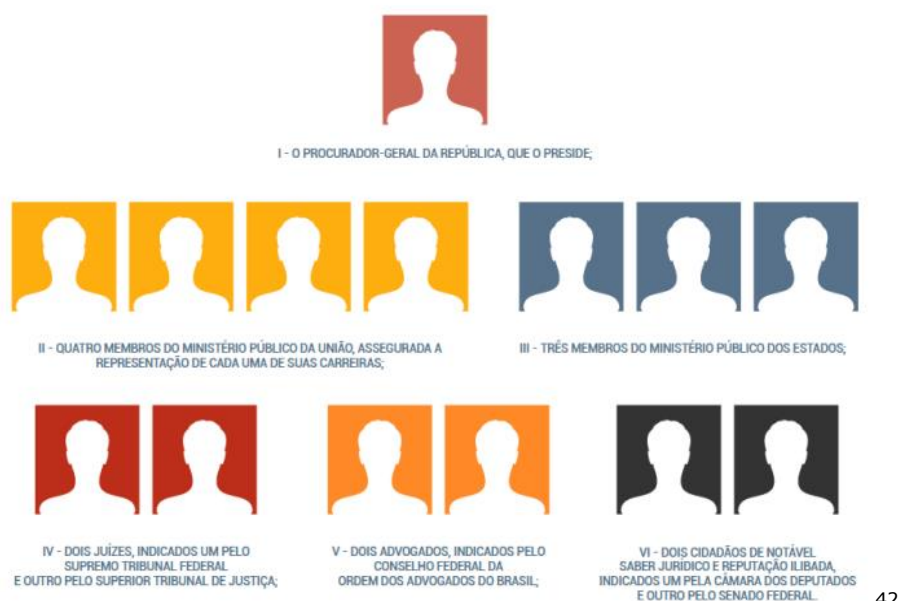 I - O PROCURADOR-GERAL DA REPÚBLICA, QUE O PRESIDE;
II - QUATRO MEMBROS DO MINISTÉRIO PÚBLICO DA UNIÃO, ASSEGURADA A
REPRESENTAÇÃO DE CADA UMA DE SUAS CARREIRAS;
III - TRÊS MEMBROS DO MINISTÉRIO PÚBLICO DOS ESTADOS;
IV - DOIS JUÍZES, INDICADOS UM PELO
SUPREMO TRIBUNAL FEDERAL
E OUTRO PELO SUPERIOR TRIBUNAL DE JUSTIÇA;
V - DOIS ADVOGADOS, INDICADOS PELO
CONSELHO FEDERAL DA
ORDEM DOS ADVOGADOS DO BRASIL;
VI - DOIS CIDADÃOS DE NOTÁVEL
SABER JURÍDICO E REPUTAÇÃO ILIBADA,
INDICADOS UM PELA CÂMARA DOS DEPUTADOS
E OUTRO PELO SENADO FEDERAL.
42